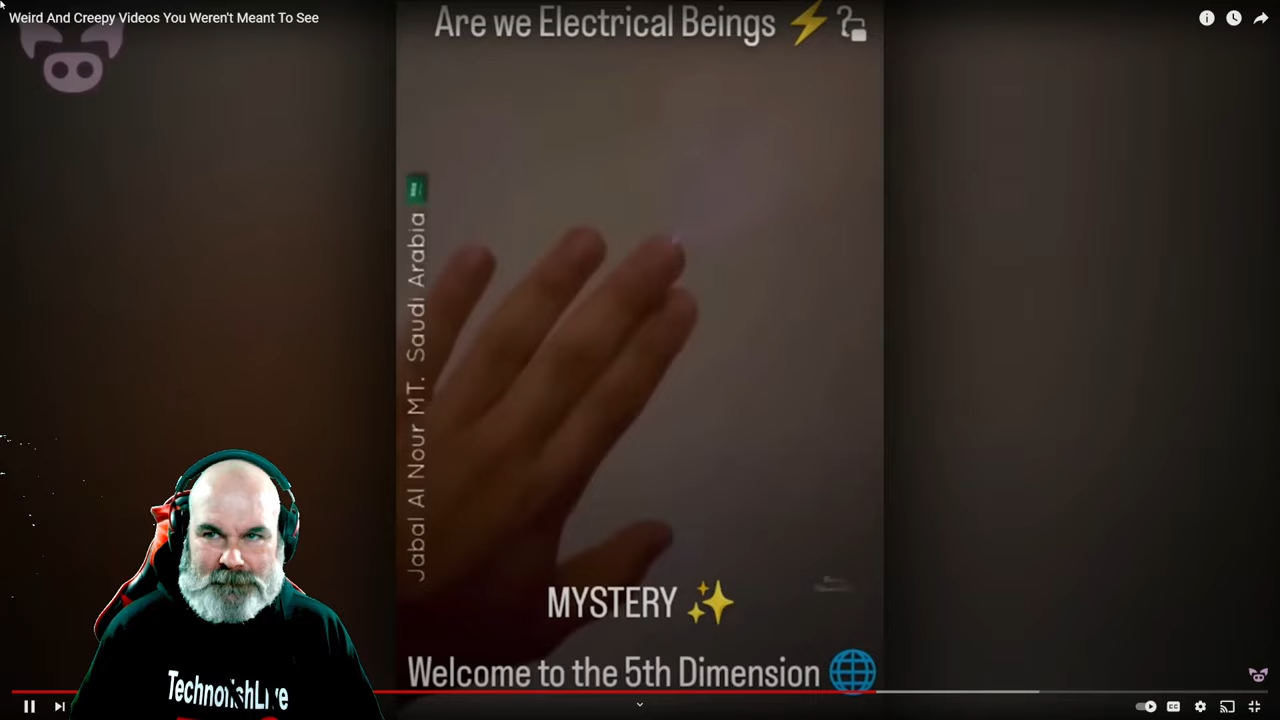 Weird And Creepy Videos You Weren't Meant To See
Are we Electrical Beings ⚡
Jabal Al Nour MT. Saudi Arabia
MYSTERY ✨
Welcome to the 5th Dimension 🌐
CC